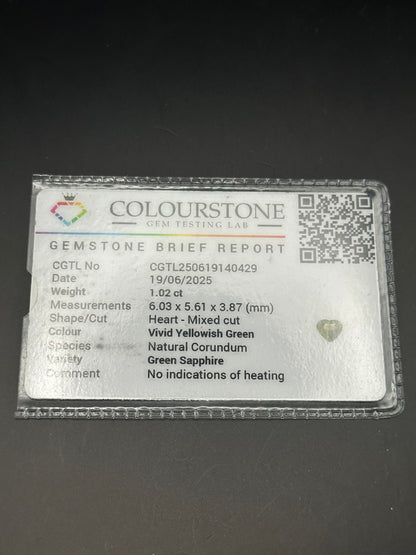 COLOURSTONE
GEM TESTING LAB
GEMSTONE BRIEF REPORT
CGTL No CGTL250619140429
Date 19/06/2025
Weight 1.02 ct
Measurements 6.03 x 5.61 x 3.87 (mm)
Shape/Cut Heart - Mixed cut
Colour Vivid Yellowish Green
Species Natural Corundum
Variety Green Sapphire
Comment No indications of heating